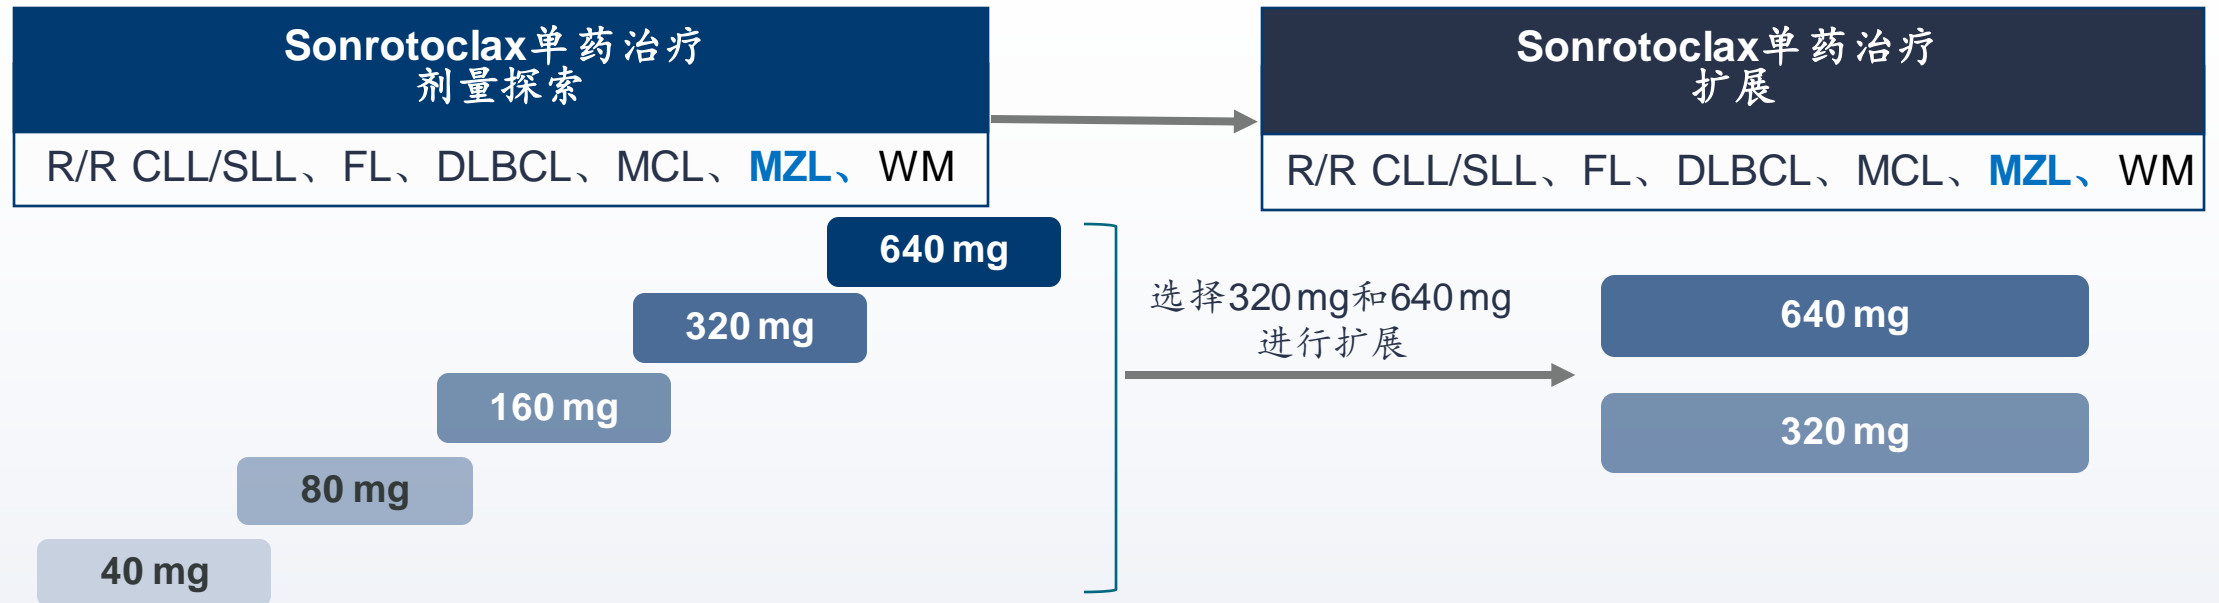 Sonrotoclax单药治疗
剂量探索
R/R CLL/SLL、FL、DLBCL、MCL、MZL、WM
640 mg
320 mg
160 mg
80 mg
40 mg
选择320mg和640mg
进行扩展
Sonrotoclax单药治疗
扩展
R/R CLL/SLL、FL、DLBCL、MCL、MZL、WM
640 mg
320 mg